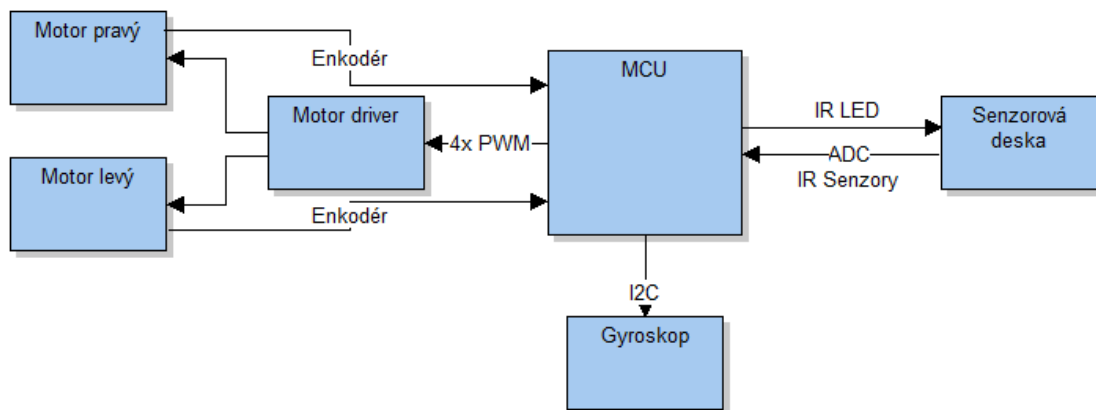 Motor pravý
Enkodér
MCU
Motor driver
4x PWM
IR LED
Senzorová
deska
ADC
IR Senzory
Motor levý
Enkodér
I2C
Gyroskop